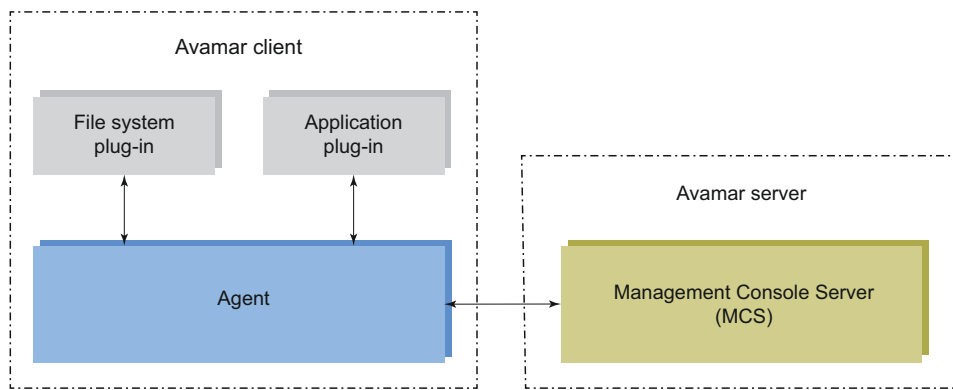 Avamar client
File system
plug-in
Application
plug-in
Agent
Avamar server
Management Console Server
(MCS)